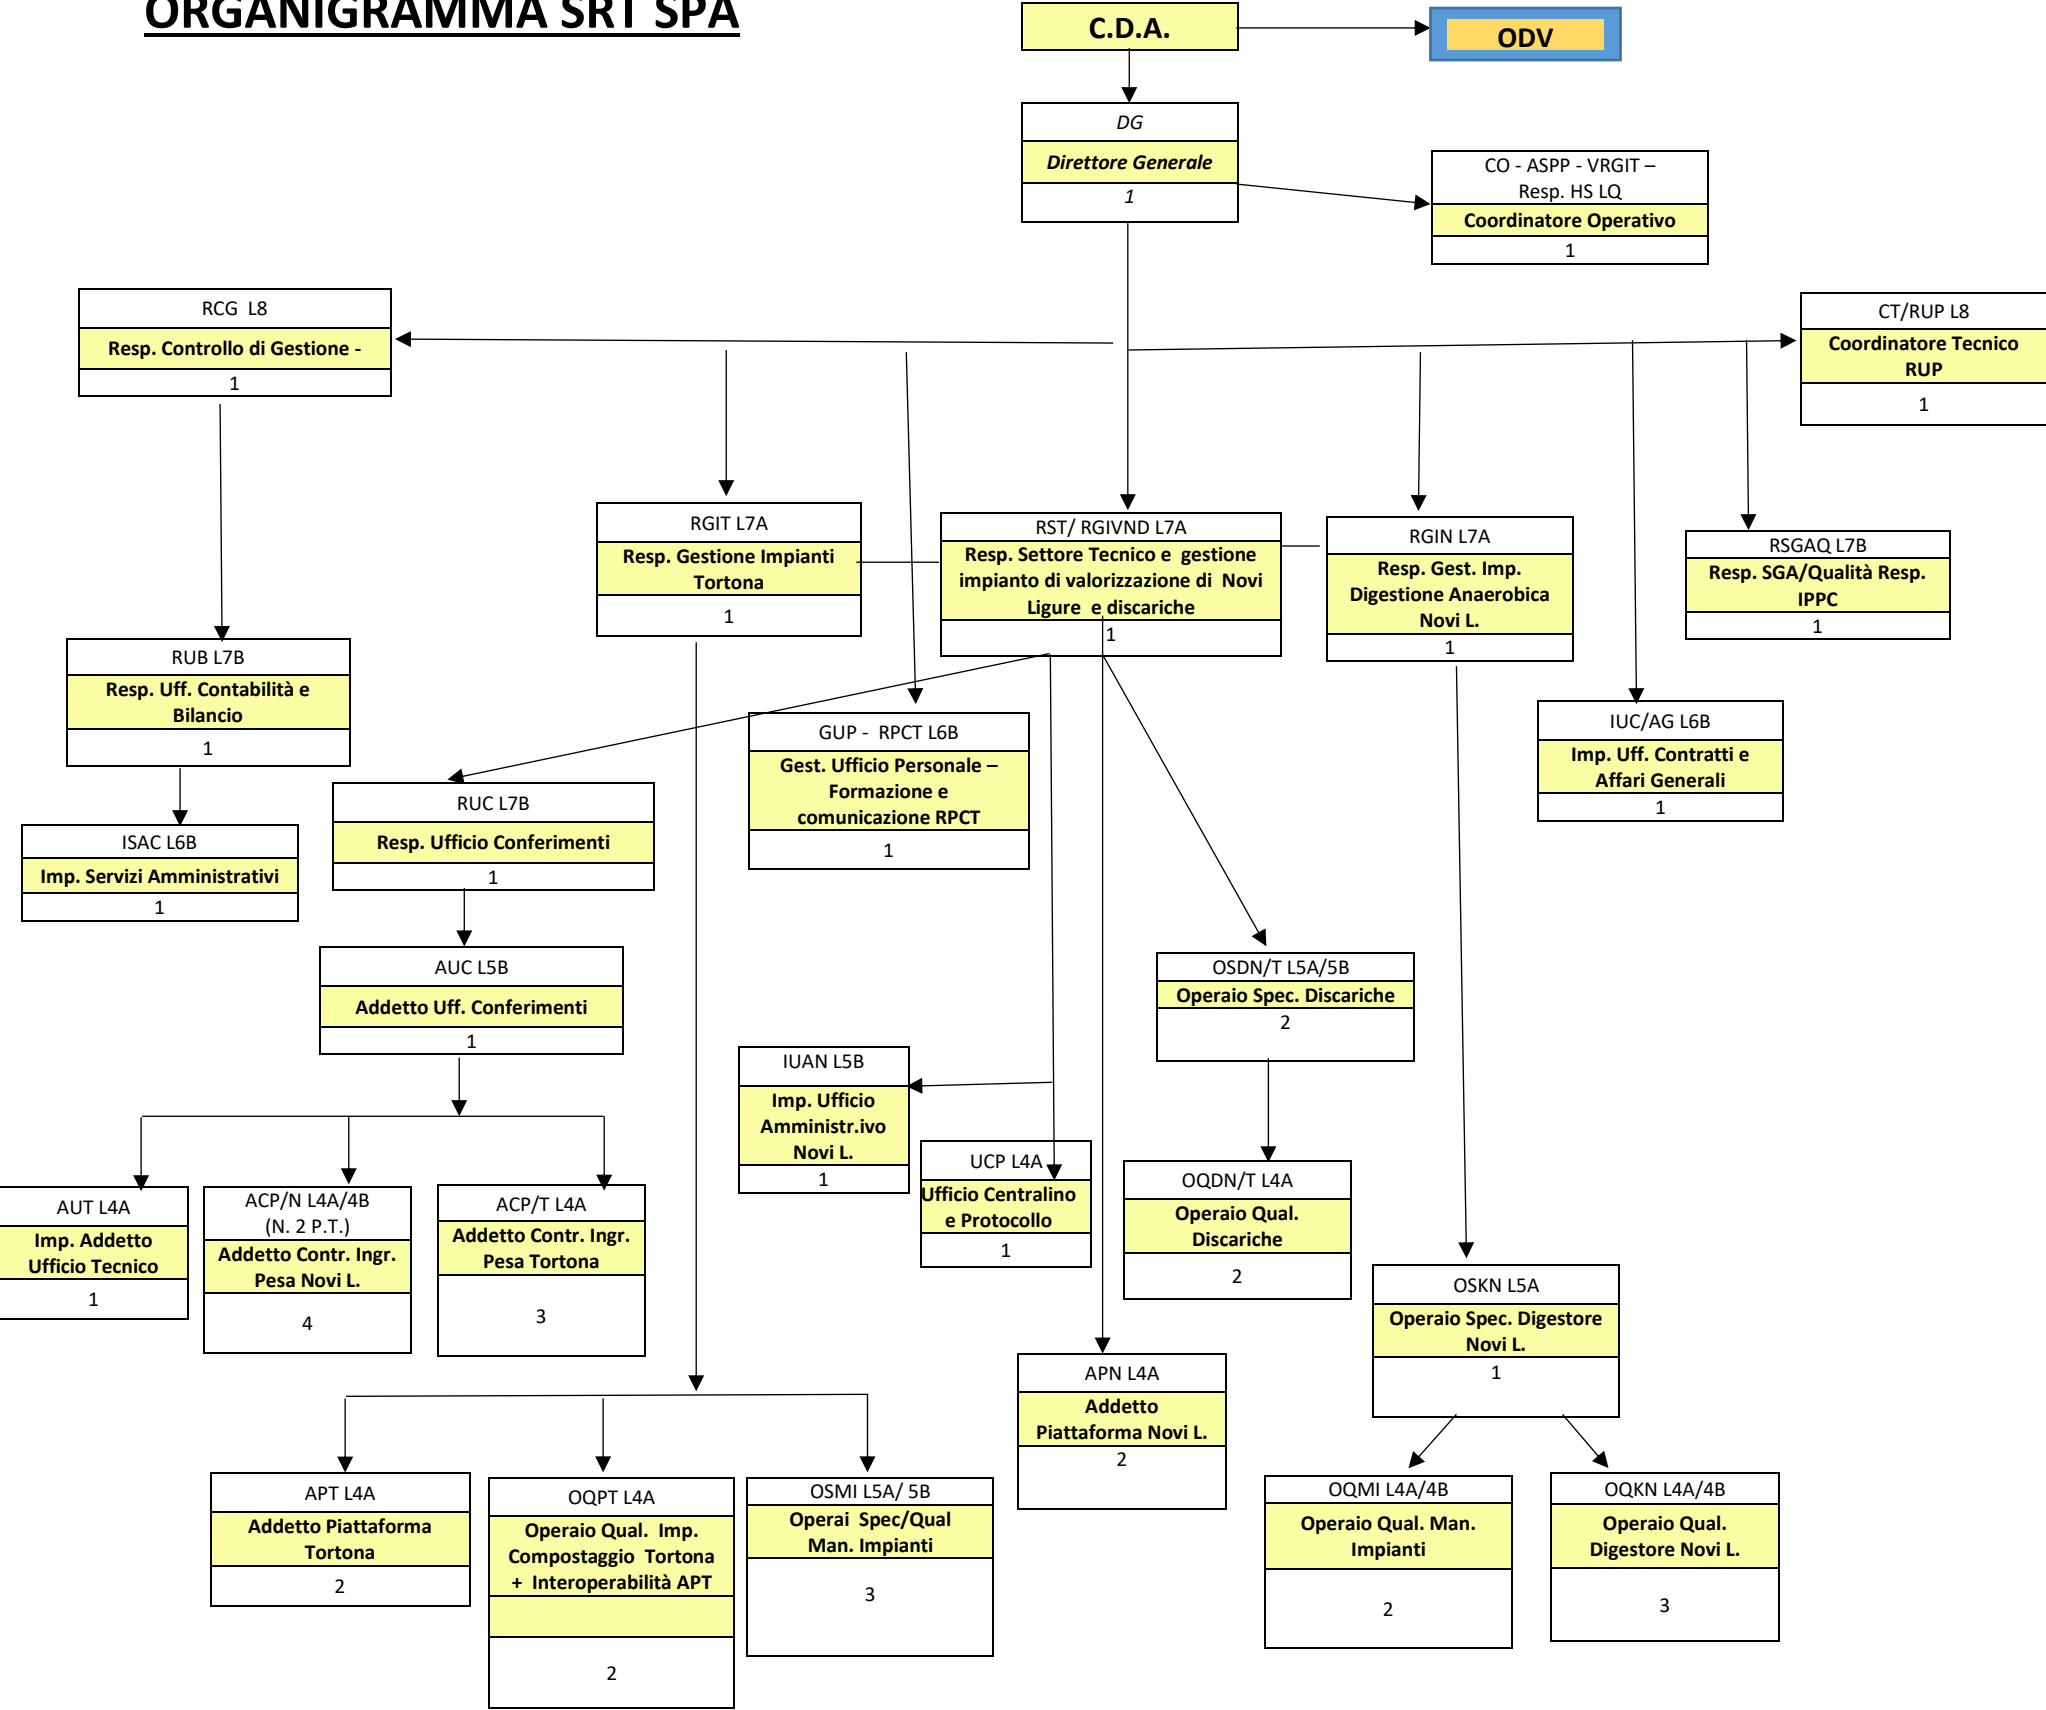 ORGANIGRAMMA SRT SPA
C.D.A.
ODV
DG
Direttore Generale
1
CO - ASPP - VRGIT –
Resp. HS LQ
Coordinatore Operativo
1
RCG L8
Resp. Controllo di Gestione -
1
CT/RUP L8
Coordinatore Tecnico
RUP
1
RGIT L7A
Resp. Gestione Impianti
Tortona
1
RST/ RGIVND L7A
Resp. Settore Tecnico e gestione
impianto di valorizzazione di Novi
Ligure e discariche
1
RGIN L7A
Resp. Gest. Imp.
Digestione Anaerobica
Novi L.
1
RSGAQ L7B
Resp. SGA/Qualità Resp.
IPPC
1
RUB L7B
Resp. Uff. Contabilità e
Bilancio
1
GUP - RPCT L6B
Gest. Ufficio Personale –
Formazione e
comunicazione RPCT
1
IUC/AG L6B
Imp. Uff. Contratti e
Affari Generali
1
ISAC L6B
Imp. Servizi Amministrativi
1
RUC L7B
Resp. Ufficio Conferimenti
1
AUC L5B
Addetto Uff. Conferimenti
1
OSDN/T L5A/5B
Operaio Spec. Discariche
2
IUAN L5B
Imp. Ufficio
Amministr.ivo
Novi L.
1
UCP L4A
Ufficio Centralino
e Protocollo
1
OQDN/T L4A
Operaio Qual.
Discariche
2
AUT L4A
Imp. Addetto
Ufficio Tecnico
1
ACP/N L4A/4B
(N. 2 P.T.)
Addetto Contr. Ingr.
Pesa Novi L.
4
ACP/T L4A
Addetto Contr. Ingr.
Pesa Tortona
3
OSKN L5A
Operaio Spec. Digestore
Novi L.
1
APN L4A
Addetto
Piattaforma Novi L.
2
APT L4A
Addetto Piattaforma
Tortona
2
OQPT L4A
Operaio Qual. Imp.
Compostaggio Tortona
+ Interoperabilità APT
2
OSMI L5A/ 5B
Operai Spec/Qual
Man. Impianti
3
OQMI L4A/4B
Operaio Qual. Man.
Impianti
2
OQKN L4A/4B
Operaio Qual.
Digestore Novi L.
3